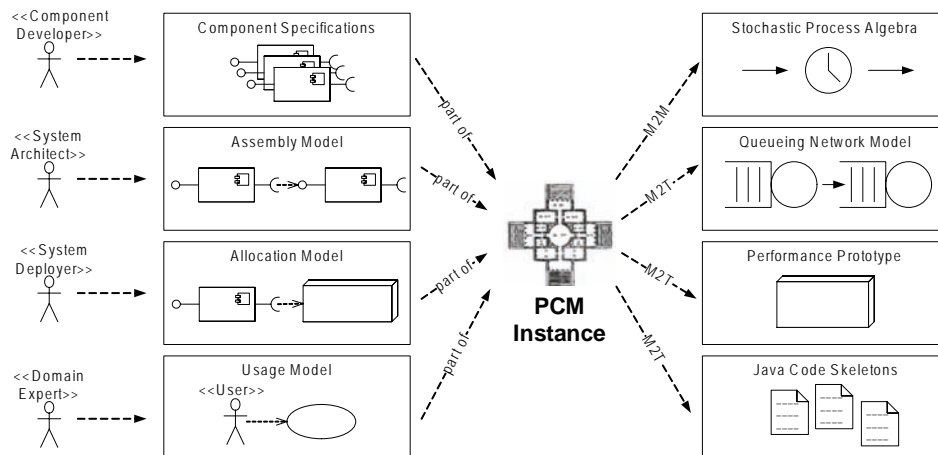 <<Component
Developer>>
Component Specifications
part of
<<System
Architect>>
Assembly Model
part of
<<System
Deployer>>
Allocation Model
part of
<<Domain
Expert>>
Usage Model
<<User>>
part of
PCM
Instance
M2M
Stochastic Process Algebra
M2T
Queueing Network Model
M2T
Performance Prototype
M2T
Java Code Skeletons